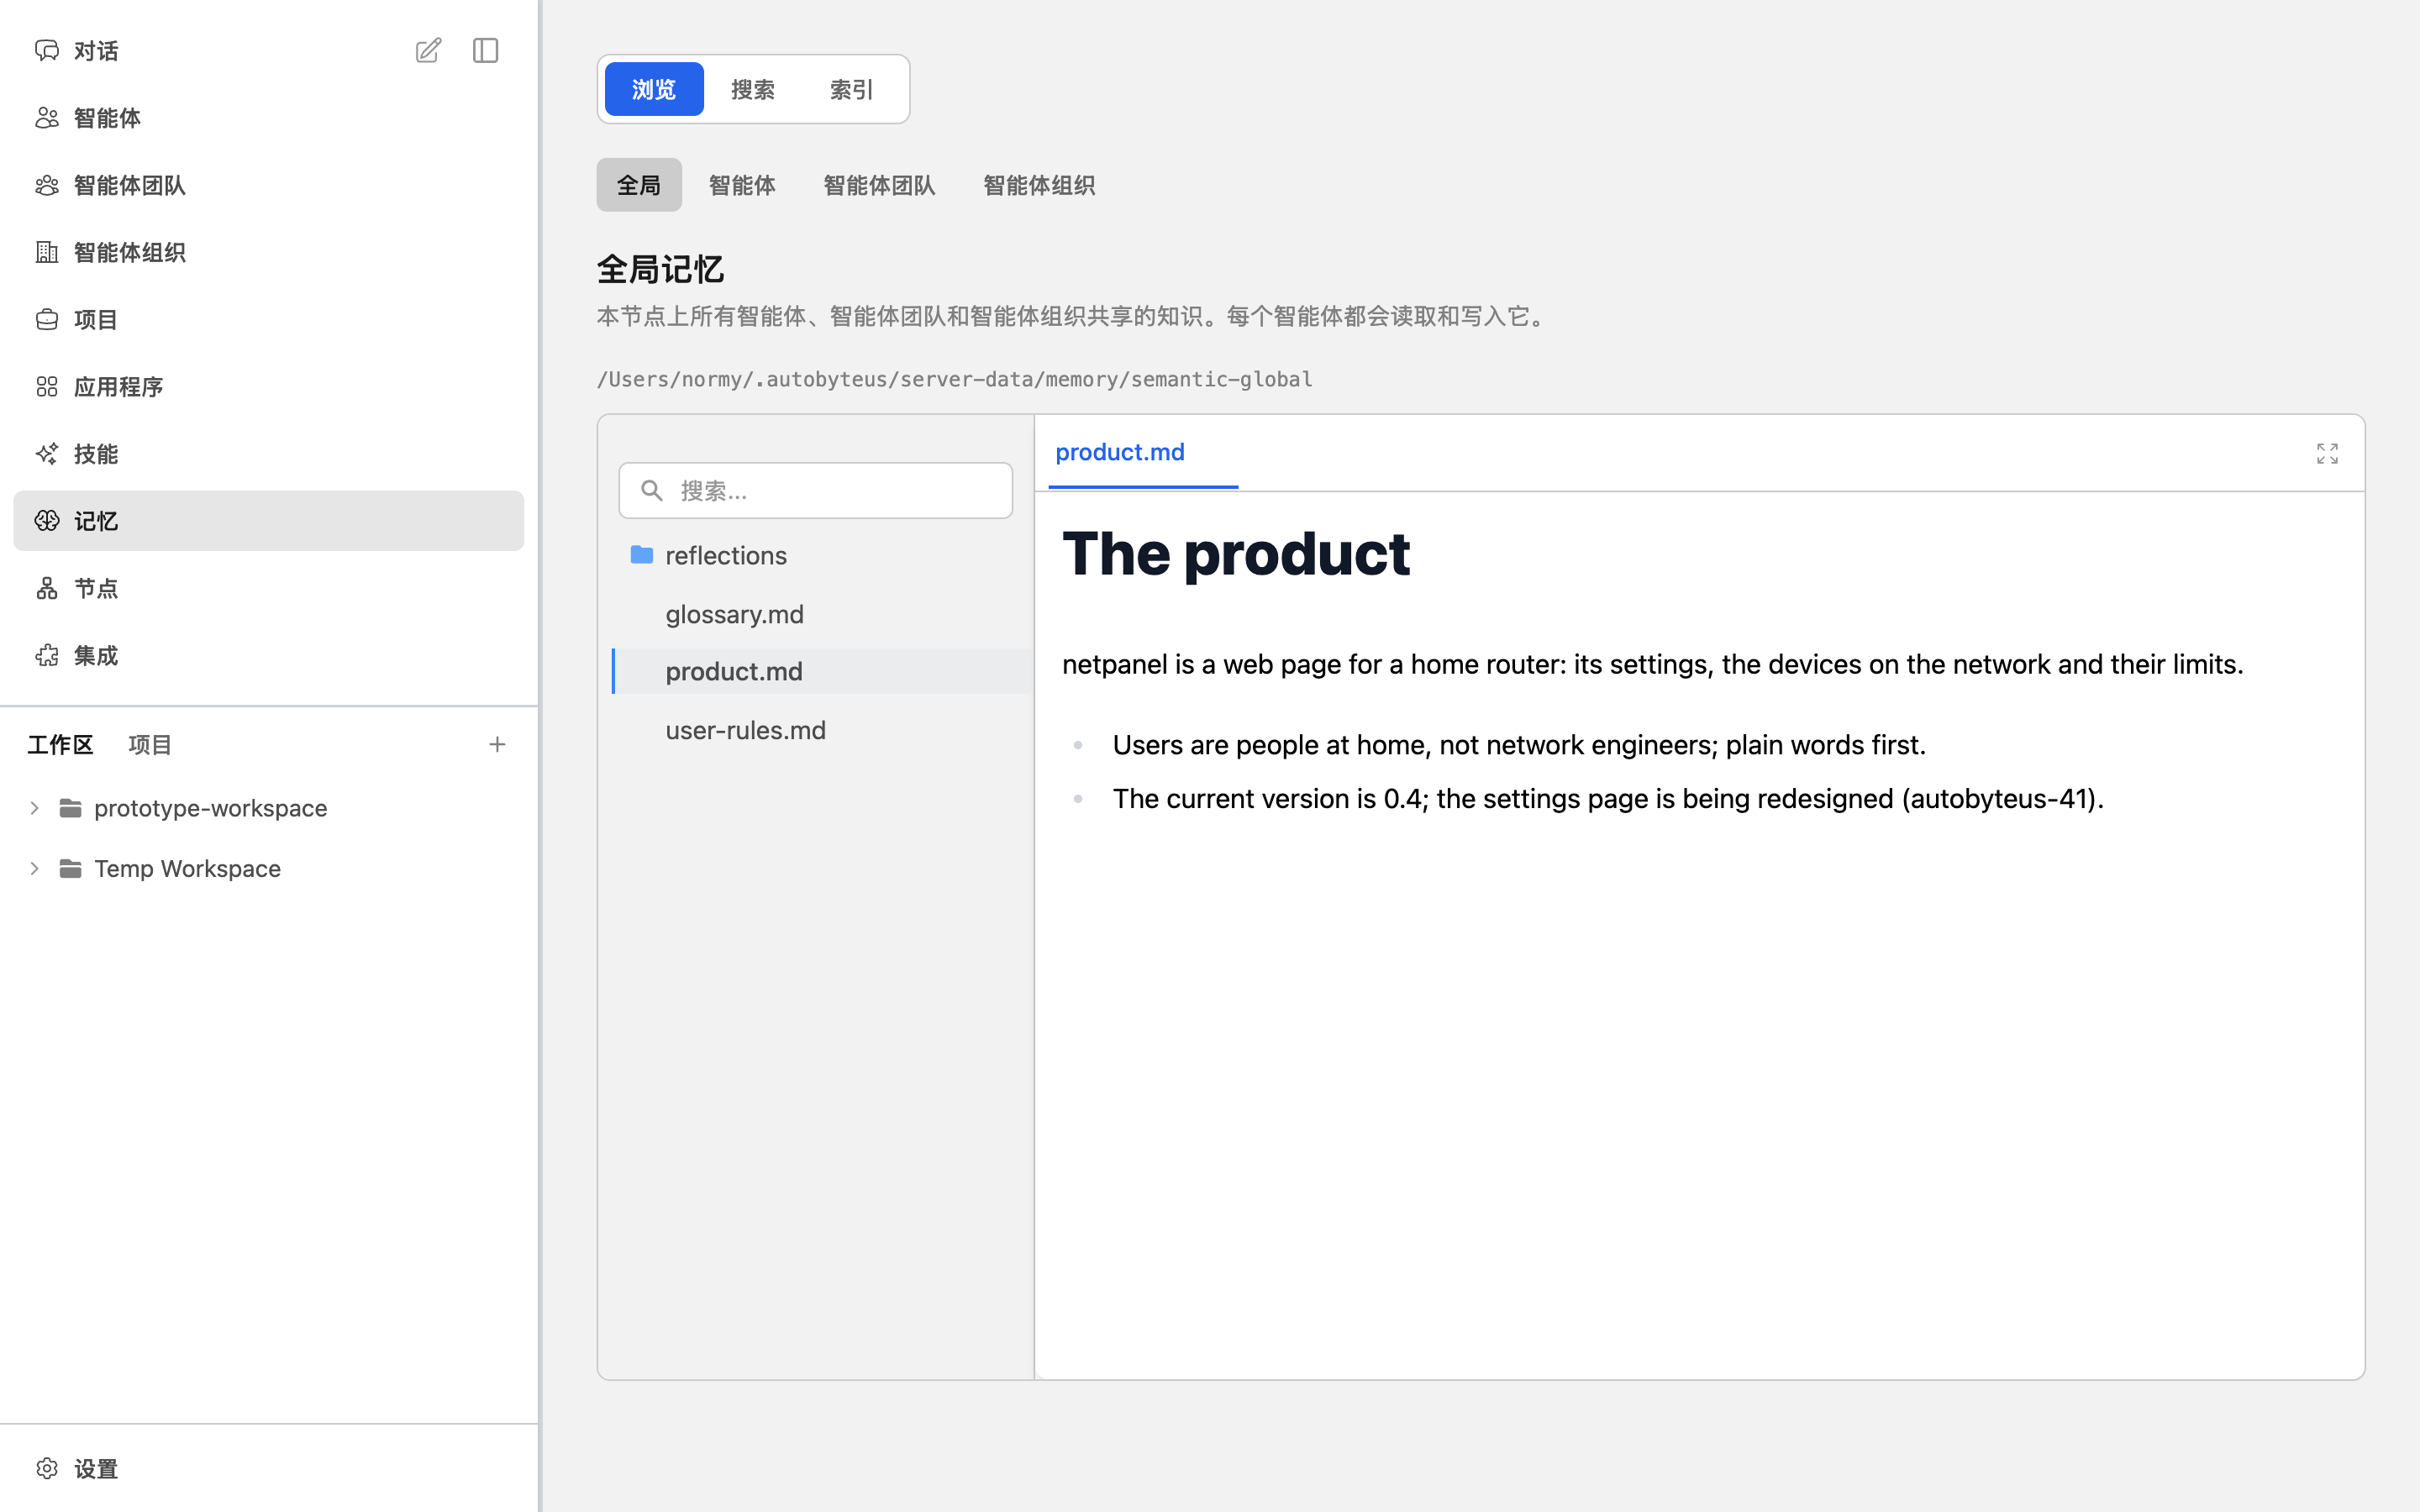 对话
智能体
智能体团队
智能体组织
项目
应用程序
技能
记忆
节点
集成
工作区 项目
prototype-workspace
Temp Workspace
设置
浏览 搜索 索引
全局 智能体 智能体团队 智能体组织
全局记忆
本节点上所有智能体、智能体团队和智能体组织共享的知识。每个智能体都会读取和写入它。
/Users/normy/.autobyteus/server-data/memory/semantic-global
搜索...
reflections
glossary.md
product.md
user-rules.md
product.md
The product
netpanel is a web page for a home router: its settings, the devices on the network and their limits.
Users are people at home, not network engineers; plain words first.
The current version is 0.4; the settings page is being redesigned (autobyteus-41).